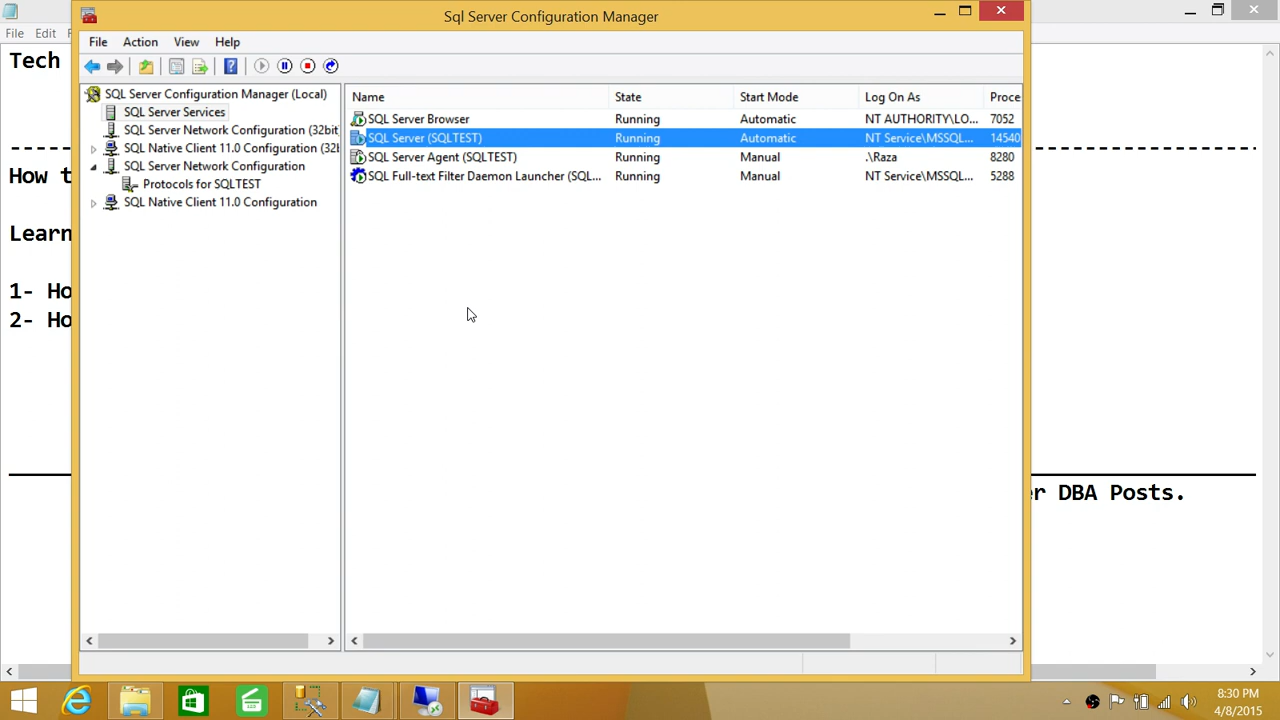 Sql Server Configuration Manager
File Edit
File Action View Help
Tech
SQL Server Configuration Manager (Local)
SQL Server Services
SQL Server Network Configuration (32bit
SQL Native Client 11.0 Configuration (32b
SQL Server Network Configuration
Protocols for SQLTEST
SQL Native Client 11.0 Configuration
Name State Start Mode Log On As Proce
SQL Server Browser Running Automatic NT AUTHORITY\LO... 7052
SQL Server (SQLTEST) Running Automatic NT Service\MSSQL... 14540
SQL Server Agent (SQLTEST) Running Manual .\Raza 8280
SQL Full-text Filter Daemon Launcher (SQL... Running Manual NT Service\MSSQL... 5288
How t
Learn
1- Ho
2- Ho
er DBA Posts.
8:30 PM
4/8/2015